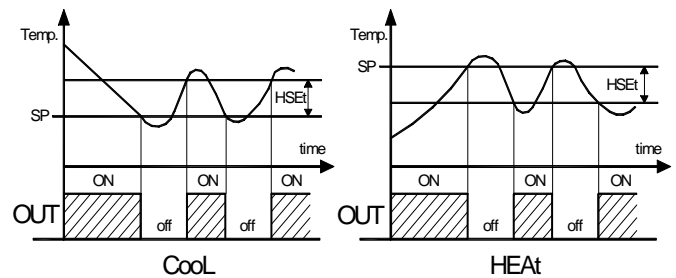 Temp.
HSEt
SP
time
ON ON ON
OUT
off off
CooL
Temp.
SP
HSEt
time
ON ON ON
OUT
off off
HEAt